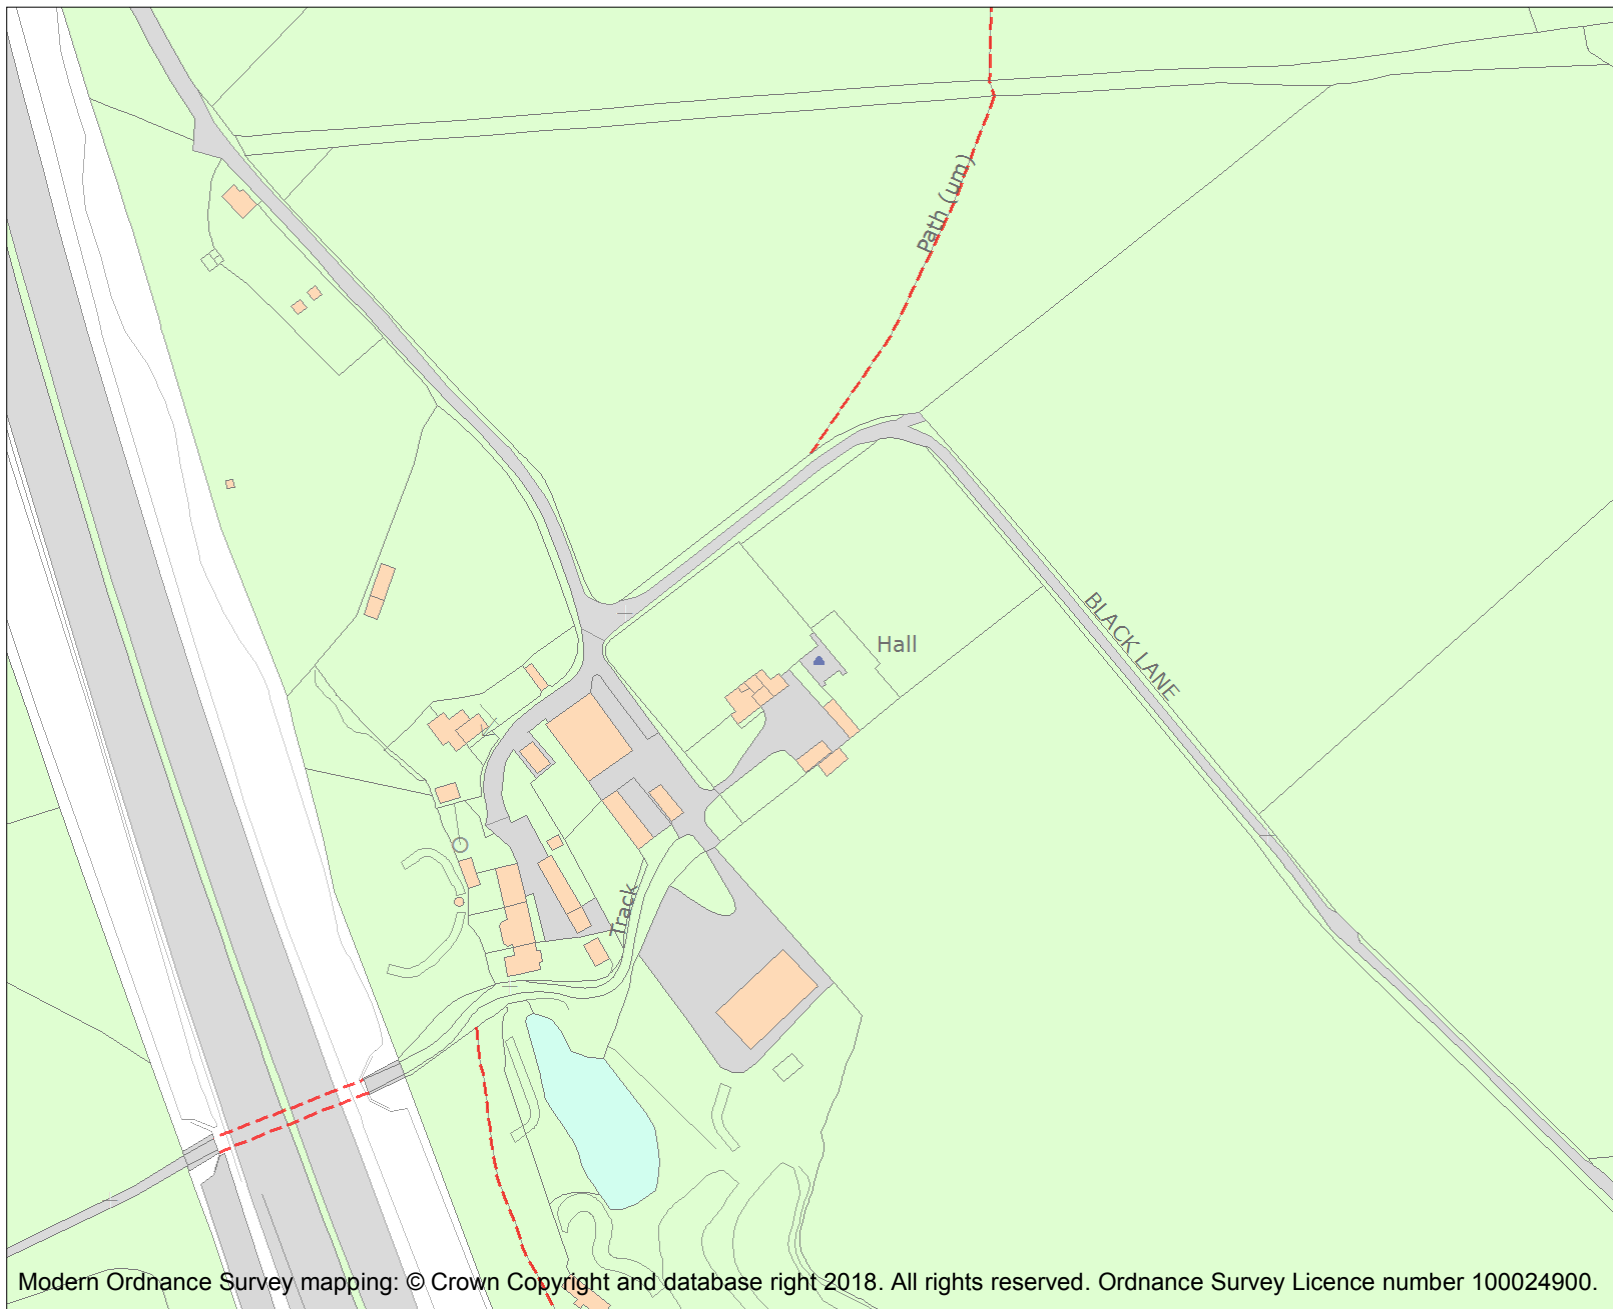 Path (um)
BLACK LANE
Hall
Track
Modern Ordnance Survey mapping: © Crown Copyright and database right 2018. All rights reserved. Ordnance Survey Licence number 100024900.